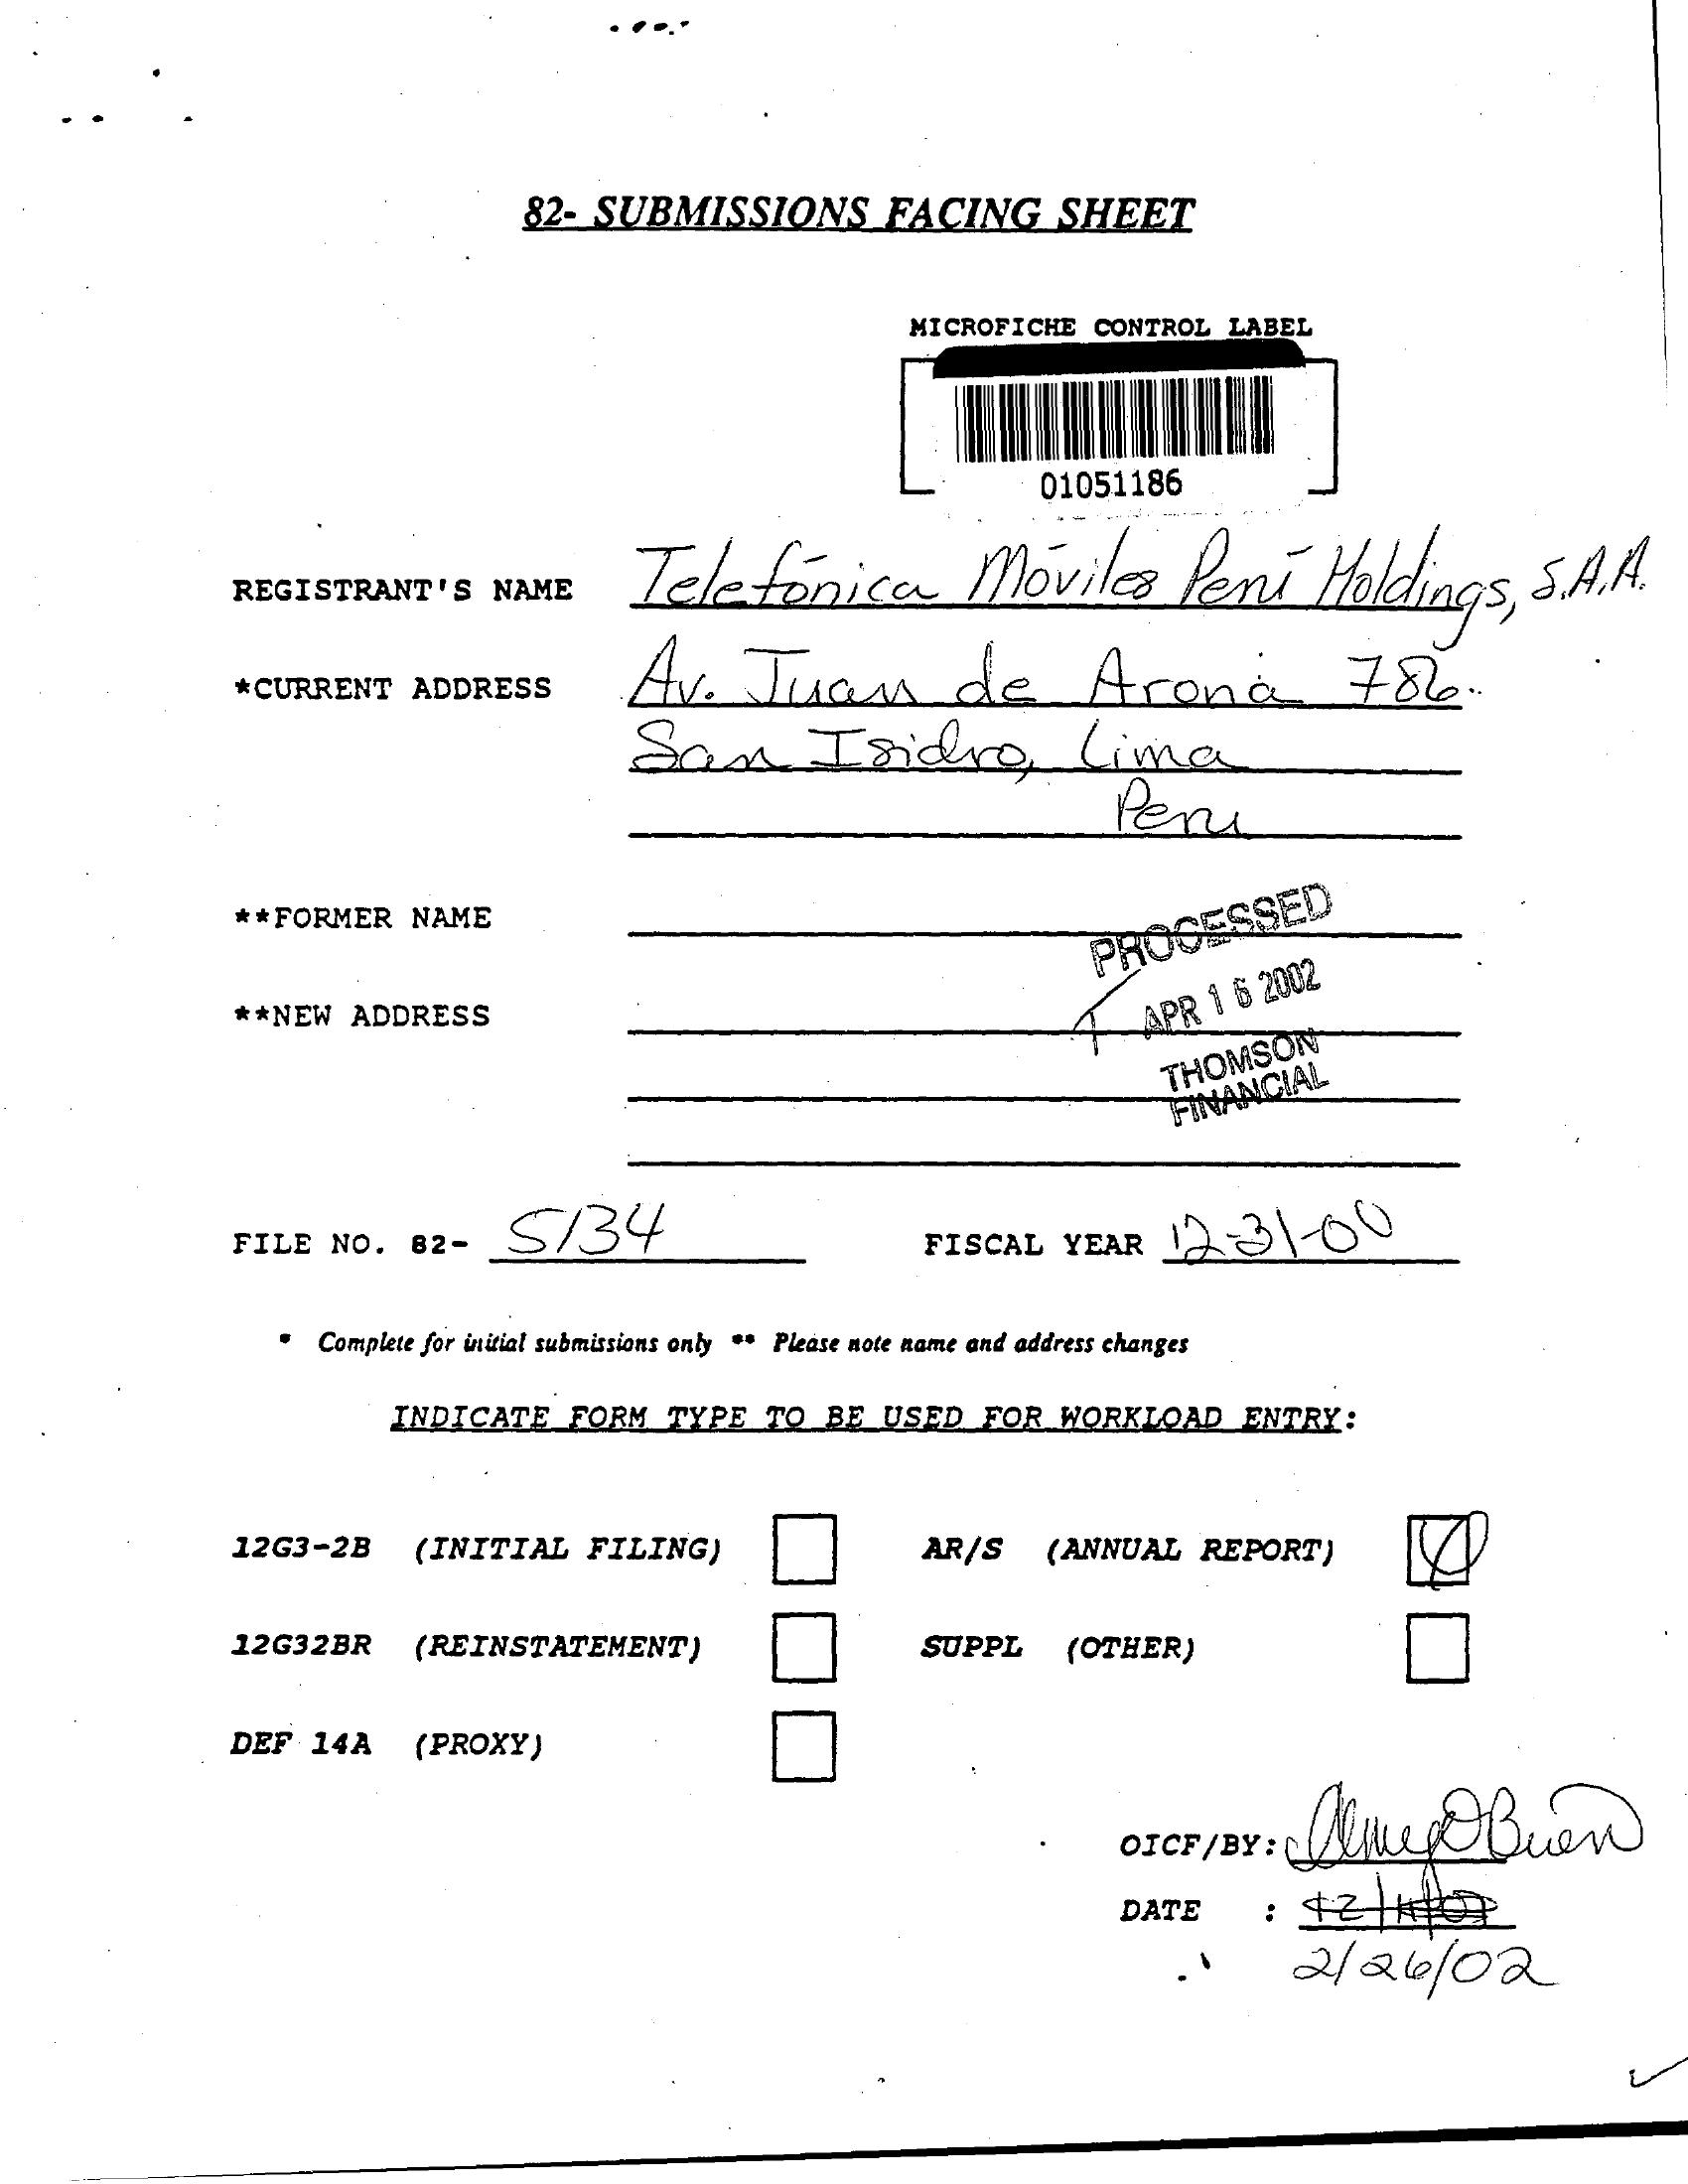 82- SUBMISSIONS FACING SHEET
MICROFICHE CONTROL LABEL
01051186
REGISTRANT'S NAME Telefónica Móviles Perú Holdings, S.A.A.
*CURRENT ADDRESS Av. Juan de Arona 786.
San Isidro, Lima
Peru
**FORMER NAME
PROCESSED
**NEW ADDRESS
APR 16 2002
THOMSON
FINANCIAL
FILE NO. 82- 5134 FISCAL YEAR 12-31-00
* Complete for initial submissions only ** Please note name and address changes
INDICATE FORM TYPE TO BE USED FOR WORKLOAD ENTRY:
12G3-2B (INITIAL FILING) AR/S (ANNUAL REPORT)
12G32BR (REINSTATEMENT) SUPPL (OTHER)
DEF 14A (PROXY)
OICF/BY:
DATE :
2/26/02